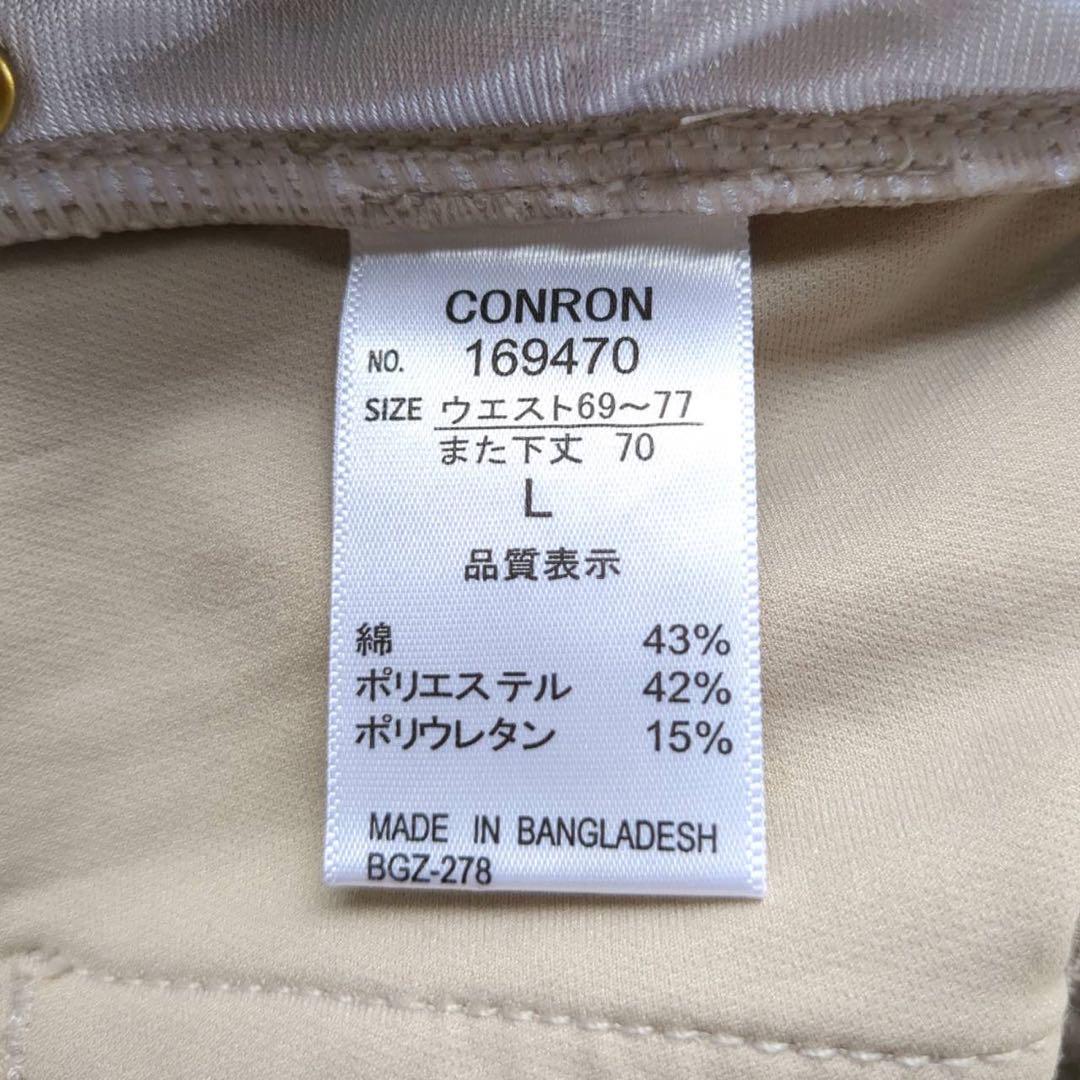 CONRON
NO. 169470
SIZE ウエスト69〜77
また下丈 70
L
品質表示
綿 43%
ポリエステル 42%
ポリウレタン 15%
MADE IN BANGLADESH
BGZ-278